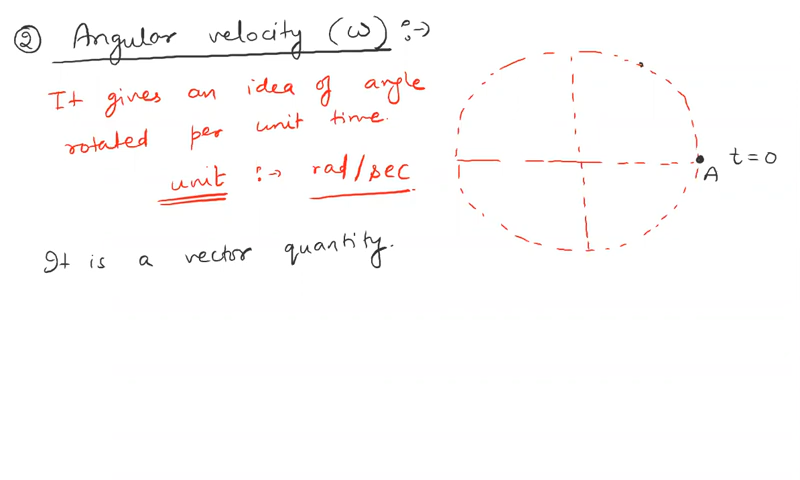 ② Angular velocity (ω) :→
It gives an idea of angle
rotated per unit time.
unit :→ rad/sec
It is a vector quantity.
t = 0
A